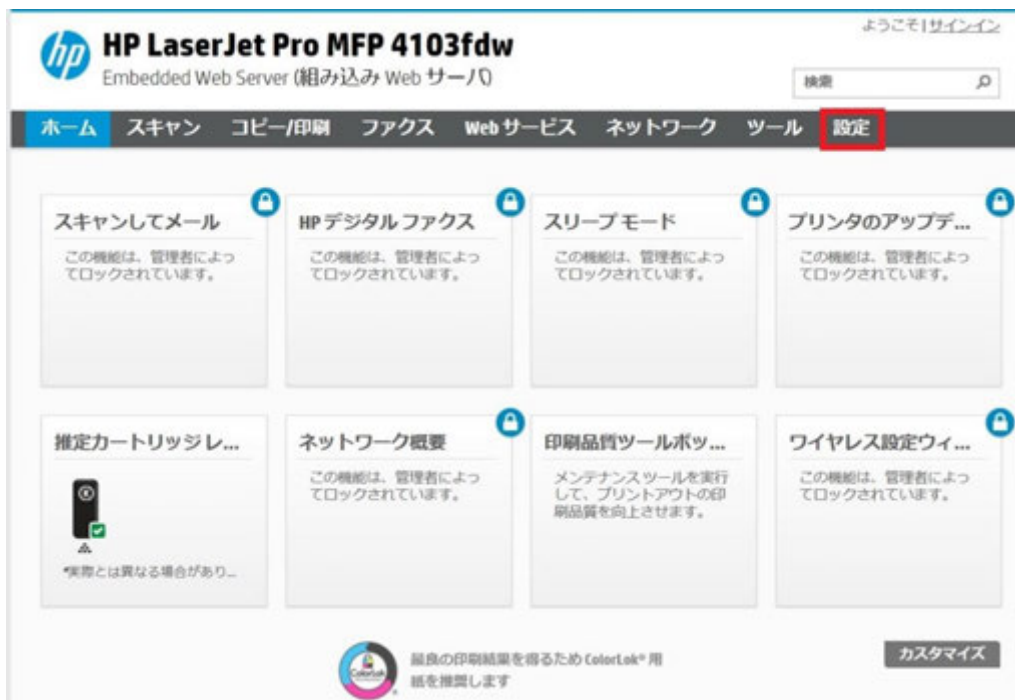 ようこそ|サインイン
hp
HP LaserJet Pro MFP 4103fdw
Embedded Web Server (組み込み Web サーバ)
検索
ホーム スキャン コピー/印刷 ファクス Web サービス ネットワーク ツール 設定
スキャンしてメール
この機能は、管理者によっ
てロックされています。
HP デジタル ファクス
この機能は、管理者によっ
てロックされています。
スリープ モード
この機能は、管理者によっ
てロックされています。
プリンタのアップデ...
この機能は、管理者によっ
てロックされています。
推定カートリッジ レ...
K
*実際とは異なる場合があり...
ネットワーク概要
この機能は、管理者によっ
てロックされています。
印刷品質ツールボッ...
メンテナンス ツールを実行
して、プリントアウトの印
刷品質を向上させます。
ワイヤレス設定ウィ...
この機能は、管理者によっ
てロックされています。
ColorLok
最良の印刷結果を得るため ColorLok® 用
紙を推奨します
カスタマイズ